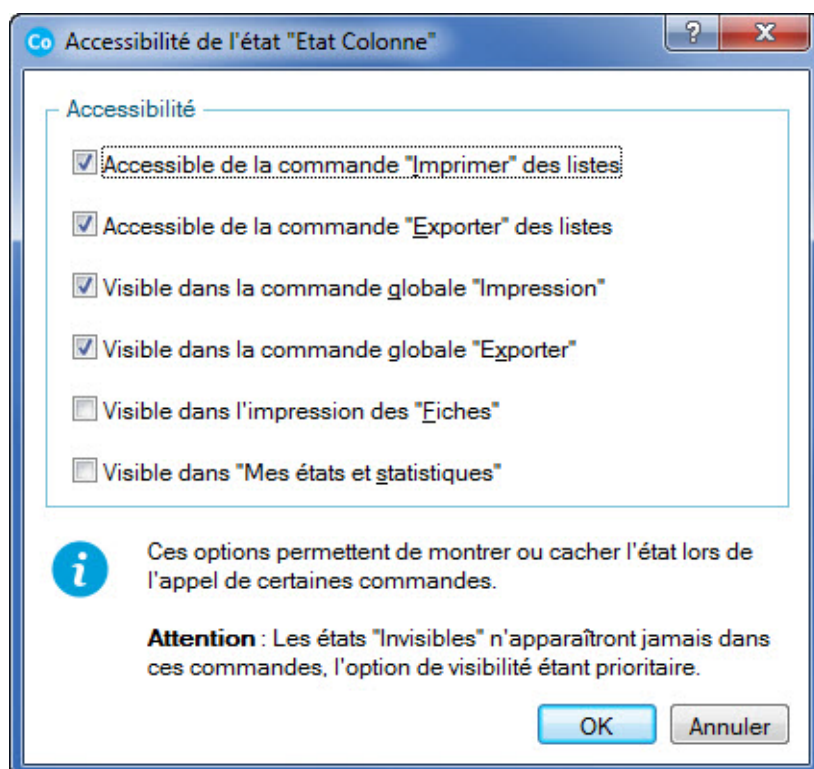 Co Accessibilité de l'état "Etat Colonne"
?
Accessibilité
Accessible de la commande "Imprimer" des listes
Accessible de la commande "Exporter" des listes
Visible dans la commande globale "Impression"
Visible dans la commande globale "Exporter"
Visible dans l'impression des "Fiches"
Visible dans "Mes états et statistiques"
i
Ces options permettent de montrer ou cacher l'état lors de
l'appel de certaines commandes.
Attention : Les états "Invisibles" n'apparaîtront jamais dans
ces commandes, l'option de visibilité étant prioritaire.
OK Annuler